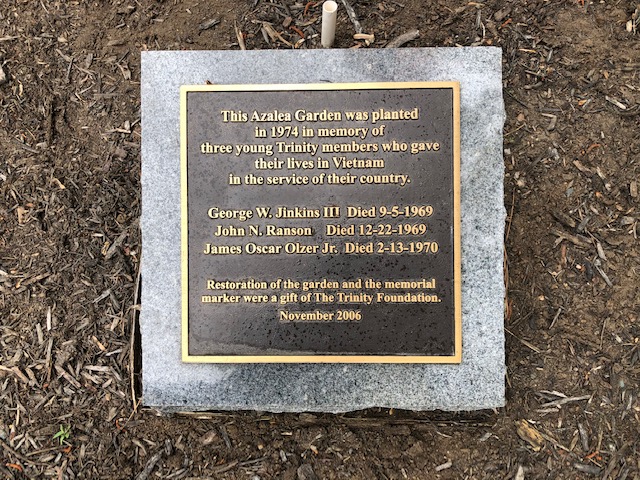 This Azalea Garden was planted
in 1974 in memory of
three young Trinity members who gave
their lives in Vietnam
in the service of their country.
George W. Jinkins III Died 9-5-1969
John N. Ranson Died 12-22-1969
James Oscar Olzer Jr. Died 2-13-1970
Restoration of the garden and the memorial
marker were a gift of The Trinity Foundation.
November 2006